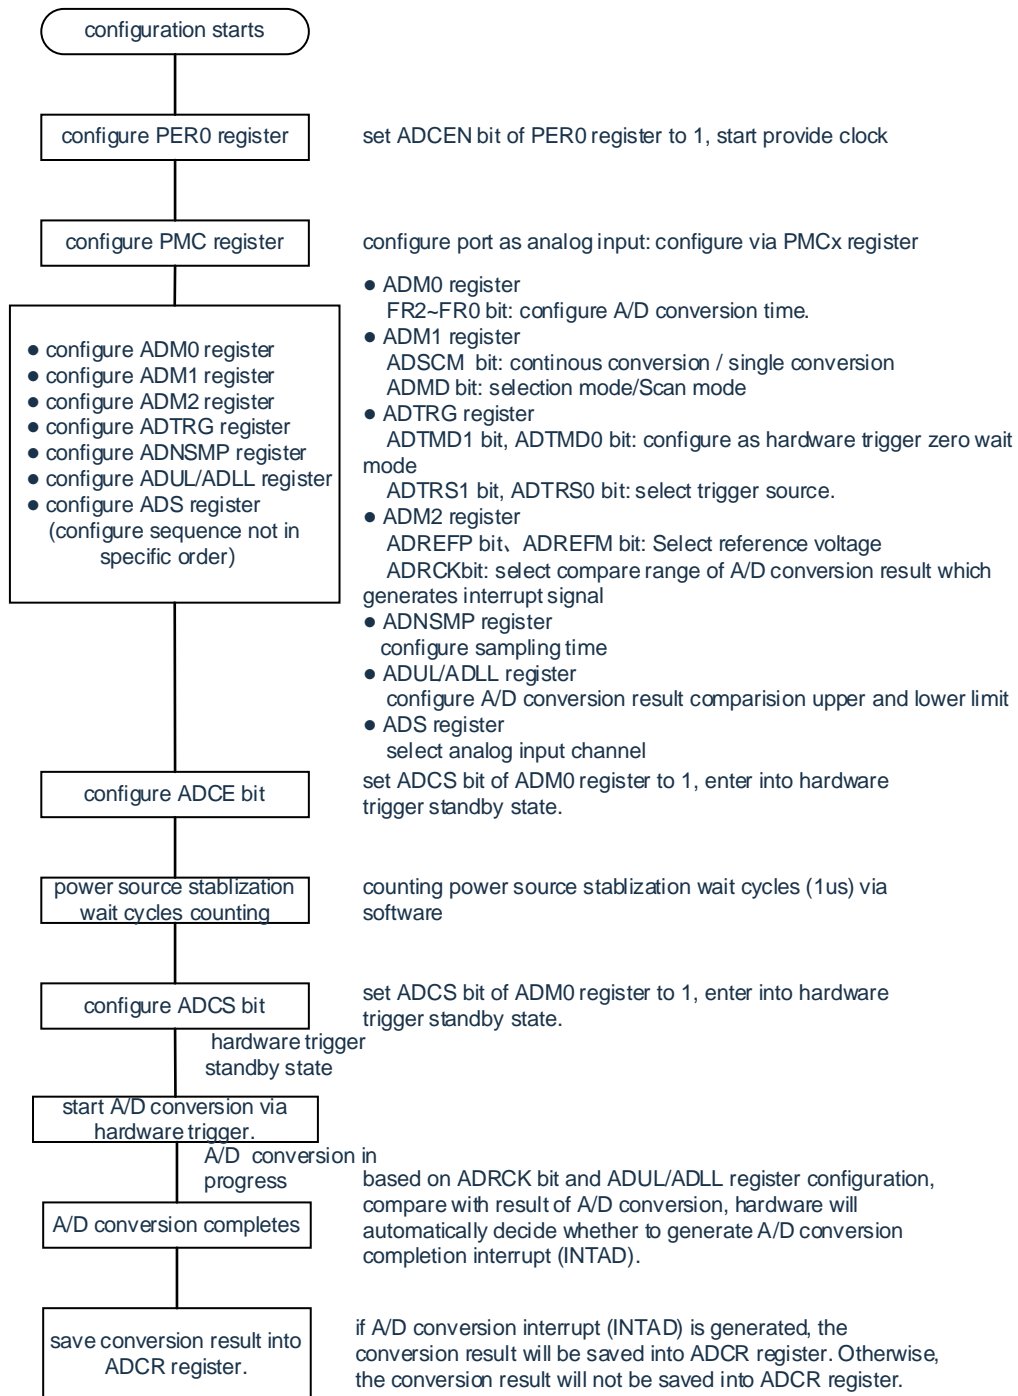 configuration starts
configure PER0 register
set ADCEN bit of PER0 register to 1, start provide clock
configure PMC register
configure port as analog input: configure via PMCx register
● configure ADM0 register
● configure ADM1 register
● configure ADM2 register
● configure ADTRG register
● configure ADNSMP register
● configure ADUL/ADLL register
● configure ADS register
(configure sequence not in
specific order)
● ADM0 register
FR2~FR0 bit: configure A/D conversion time.
● ADM1 register
ADSCM bit: continous conversion / single conversion
ADMD bit: selection mode/Scan mode
● ADTRG register
ADTMD1 bit, ADTMD0 bit: configure as hardware trigger zero wait
mode
ADTRS1 bit, ADTRS0 bit: select trigger source.
● ADM2 register
ADREFP bit、ADREFM bit: Select reference voltage
ADRCKbit: select compare range of A/D conversion result which
generates interrupt signal
● ADNSMP register
configure sampling time
● ADUL/ADLL register
configure A/D conversion result comparision upper and lower limit
● ADS register
select analog input channel
configure ADCE bit
set ADCS bit of ADM0 register to 1, enter into hardware
trigger standby state.
power source stablization
wait cycles counting
counting power source stablization wait cycles (1us) via
software
configure ADCS bit
set ADCS bit of ADM0 register to 1, enter into hardware
trigger standby state.
hardware trigger
standby state
start A/D conversion via
hardware trigger.
A/D conversion in
progress
A/D conversion completes
based on ADRCK bit and ADUL/ADLL register configuration,
compare with result of A/D conversion, hardware will
automatically decide whether to generate A/D conversion
completion interrupt (INTAD).
save conversion result into
ADCR register.
if A/D conversion interrupt (INTAD) is generated, the
conversion result will be saved into ADCR register. Otherwise,
the conversion result will not be saved into ADCR register.